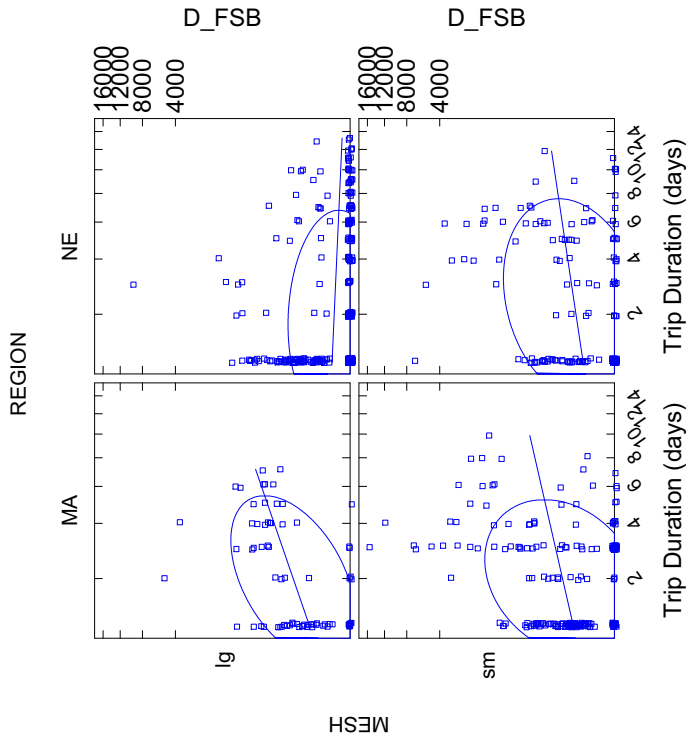 REGION
MA
NE
MESH
lg
sm
D_FSB
16000
12000
8000
4000
D_FSB
16000
12000
8000
4000
2
4
6
8
10
12
14
Trip Duration (days)
2
4
6
8
10
12
14
Trip Duration (days)